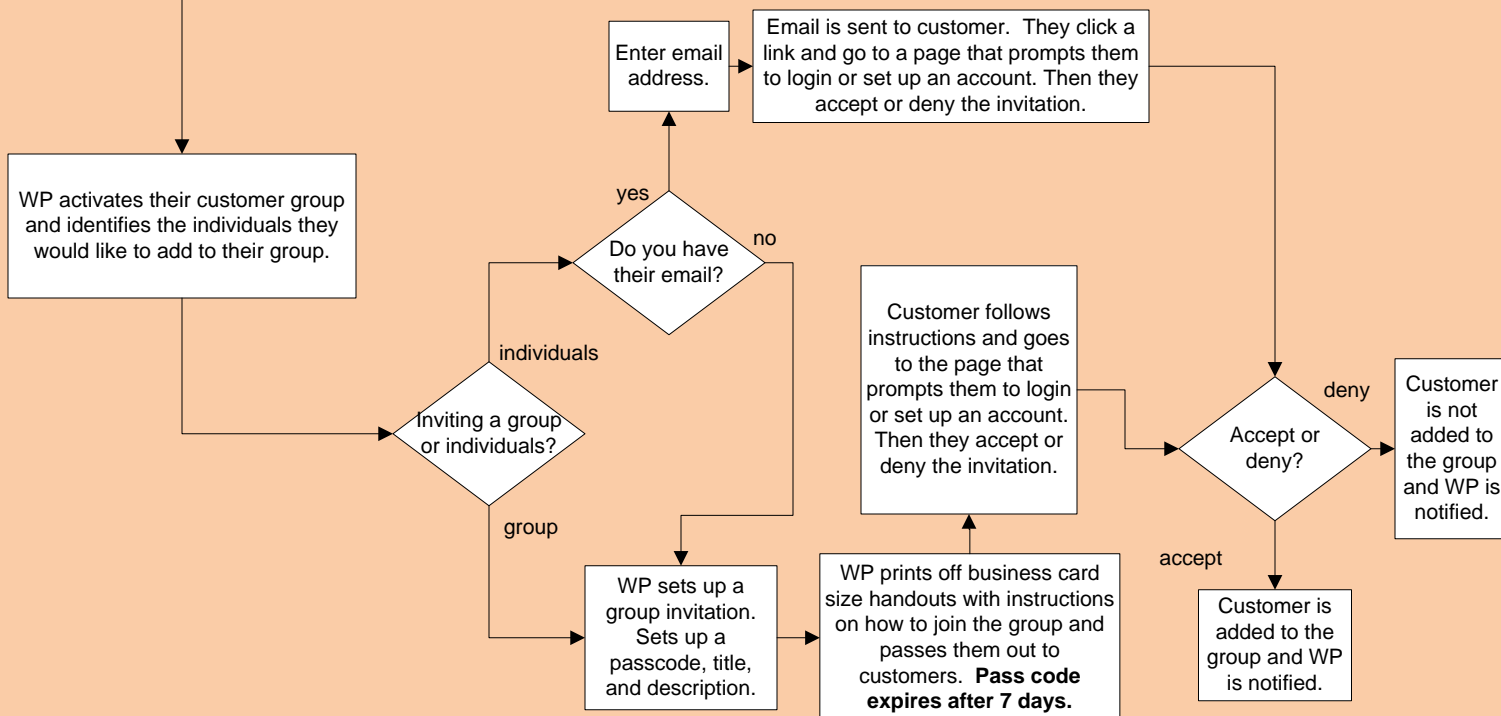 WP activates their customer group
and identifies the individuals they
would like to add to their group.
Inviting a group
or individuals?
individuals
group
Do you have
their email?
yes
no
Enter email
address.
Email is sent to customer.  They click a
link and go to a page that prompts them
to login or set up an account. Then they
accept or deny the invitation.
WP sets up a
group invitation.
Sets up a
passcode, title,
and description.
WP prints off business card
size handouts with instructions
on how to join the group and
passes them out to
customers.  Pass code
expires after 7 days.
Customer follows
instructions and goes
to the page that
prompts them to login
or set up an account.
Then they accept or
deny the invitation.
Accept or
deny?
deny
accept
Customer
is not
added to
the group
and WP is
notified.
Customer is
added to the
group and WP
is notified.